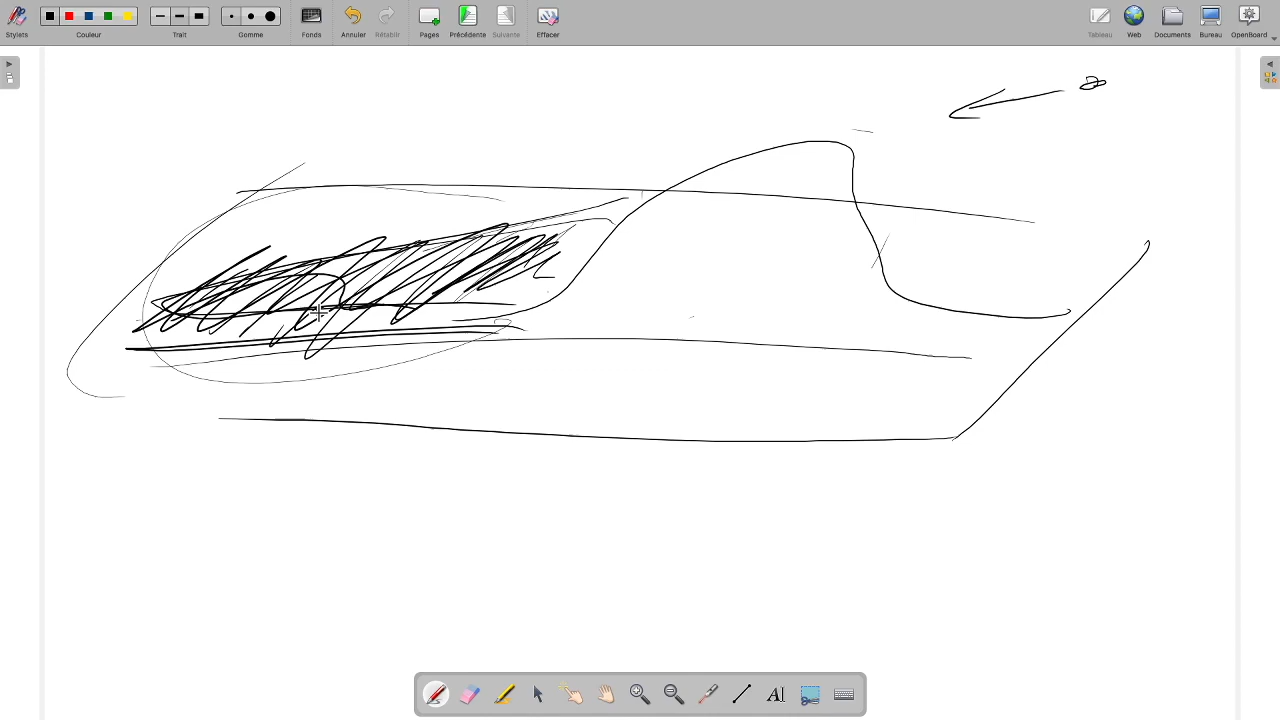 Stylets Couleur Trait Gomme Fonds Annuler Rétablir Pages Précédente Suivante Effacer Tableau Web Documents Bureau OpenBoard